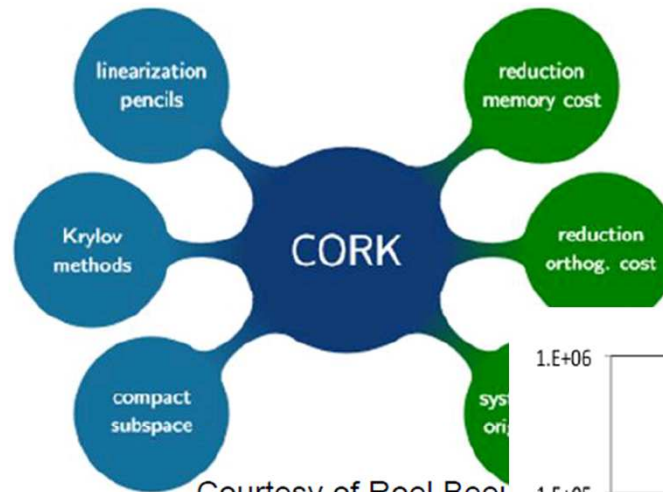 linearization
pencils
reduction
memory cost
Krylov
methods
CORK
reduction
orthog. cost
compact
subspace
1.E+06